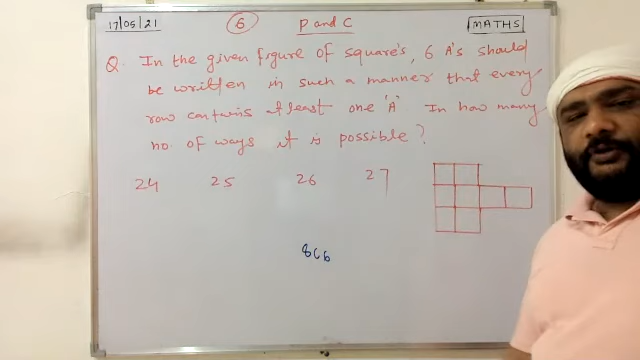 17/05/21
6
P and C
MATHS
Q. In the given figure of square's, 6 A's should
be written in such a manner that every
row contains atleast one 'A' In how many
no. of ways it is possible?
24 25 26 27
8C6